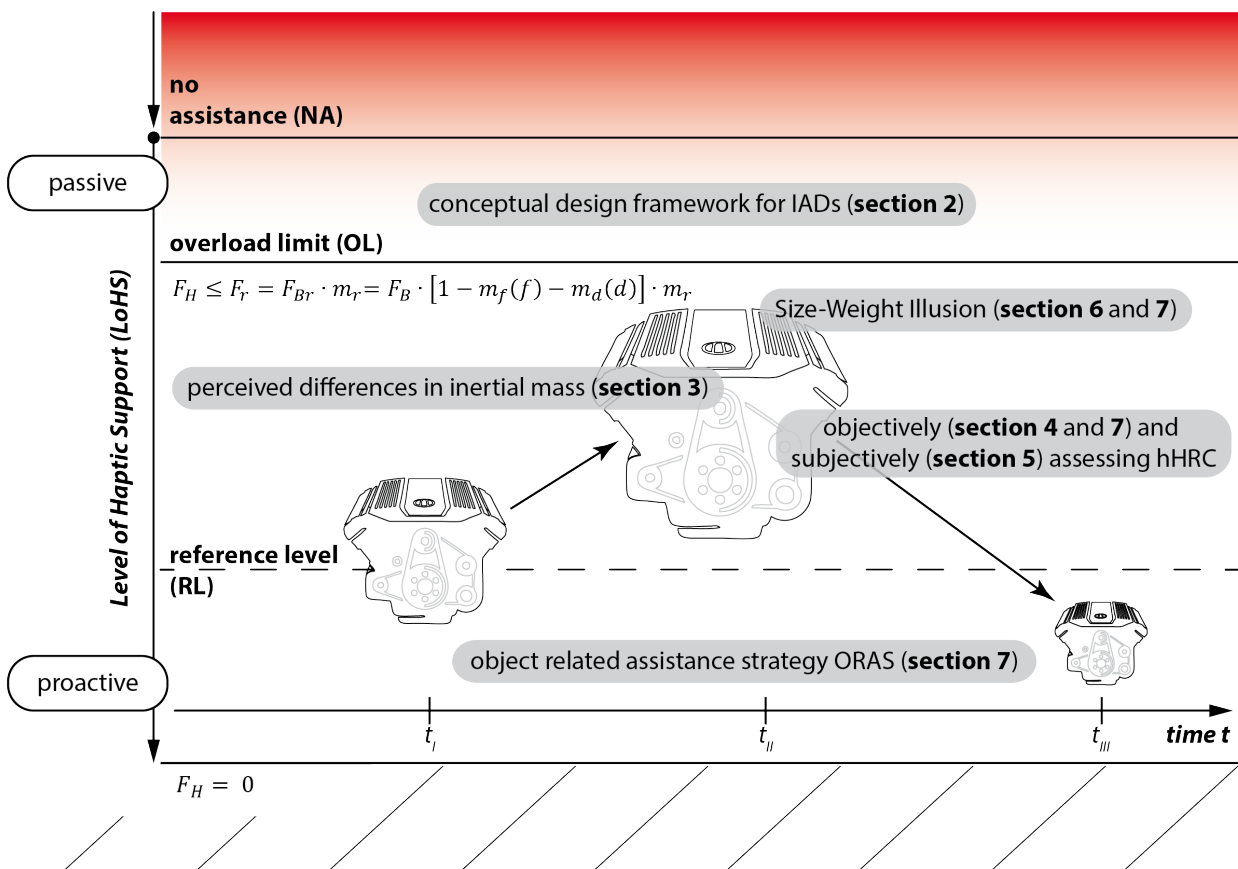 no
assistance (NA)
passive
conceptual design framework for IADs (section 2)
overload limit (OL)
F_H ≤ F_r = F_Br · m_r= F_B · [1 − m_f(f) − m_d(d)] · m_r
Size-Weight Illusion (section 6 and 7)
perceived differences in inertial mass (section 3)
objectively (section 4 and 7) and
subjectively (section 5) assessing hHRC
Level of Haptic Support (LoHS)
reference level
(RL)
object related assistance strategy ORAS (section 7)
proactive
t_I
t_II
t_III
time t
F_H = 0